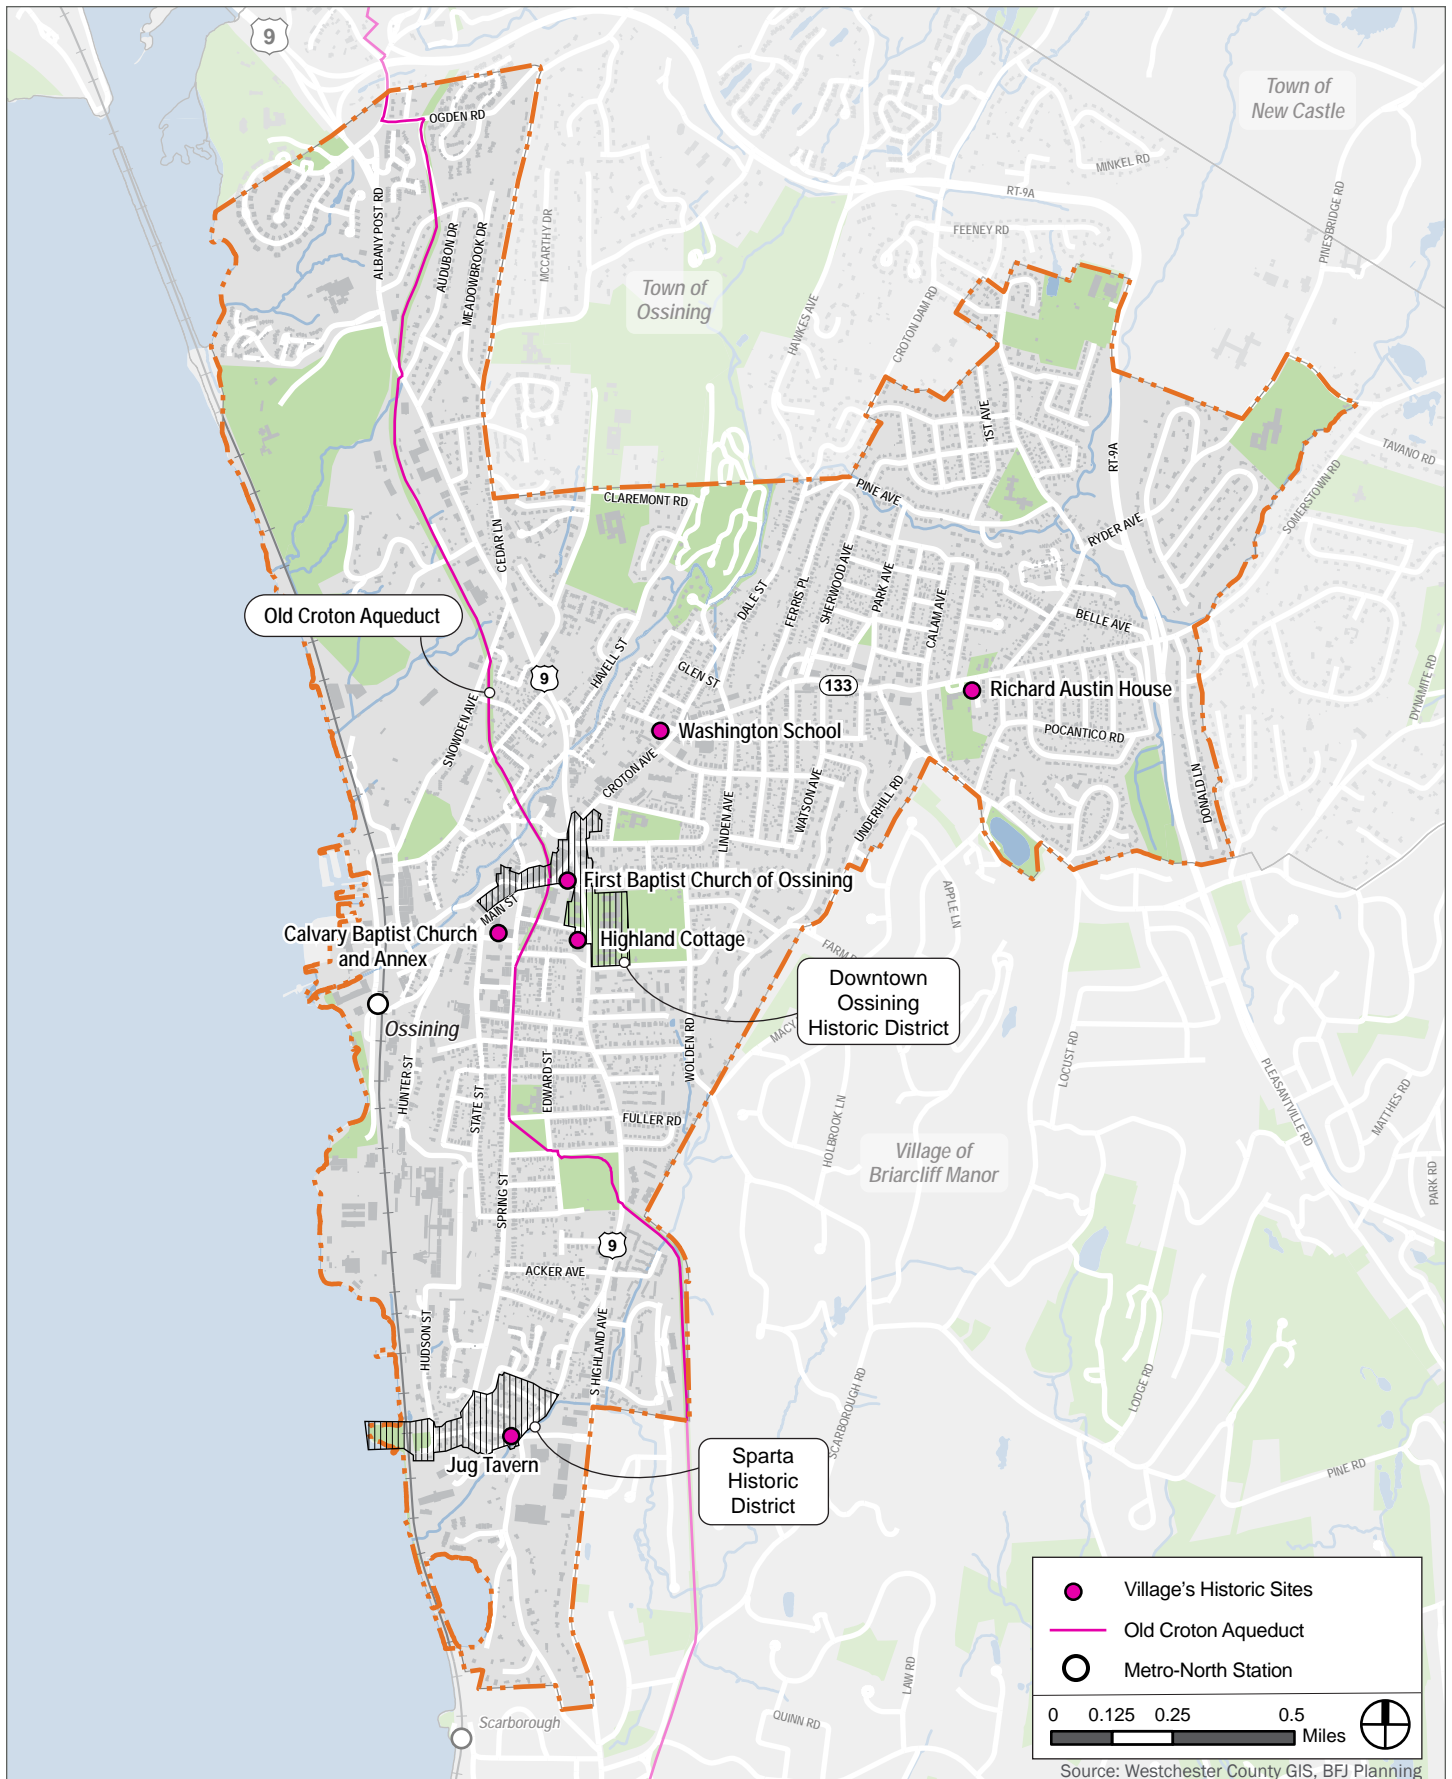 9
Town of
New Castle
OGDEN RD
MINKEL RD
RT-9A
PINESBRIDGE RD
ALBANY POST RD
AUDUBON DR
MEADOWBROOK DR
MCCARTHY DR
FEENEY RD
Town of
Ossining
HAWKES AVE
CROTON DAM RD
1ST AVE
RT-9A
TAVANO RD
SOMERSTOWN RD
CLAREMONT RD
PINE AVE
RYDER AVE
CEDAR LN
DALE ST
FERRIS PL
SHERWOOD AVE
PARK AVE
CALAM AVE
BELLE AVE
Old Croton Aqueduct
HAVELL ST
GLEN ST
9
133
Richard Austin House
DYNAMITE RD
SNOWDEN AVE
Washington School
POCANTICO RD
CROTON AVE
LINDEN AVE
WATSON AVE
UNDERHILL RD
DONALD LN
First Baptist Church of Ossining
APPLE LN
MAIN ST
Calvary Baptist Church
and Annex
Highland Cottage
FARM
Downtown
Ossining
Historic District
Ossining
MACY
WOLDEN RD
LOCUST RD
PLEASANTVILLE RD
HUNTER ST
STATE ST
EDWARD ST
FULLER RD
HOLBROOK LN
MATTHES RD
Village of
Briarcliff Manor
PARK RD
SPRING ST
9
ACKER AVE
HUDSON ST
S HIGHLAND AVE
SCARBOROUGH RD
LODGE RD
Jug Tavern
Sparta
Historic
District
PINE RD
LAW RD
QUINN RD
Scarborough
Village's Historic Sites
Old Croton Aqueduct
Metro-North Station
0 0.125 0.25 0.5
Miles
Source: Westchester County GIS, BFJ Planning